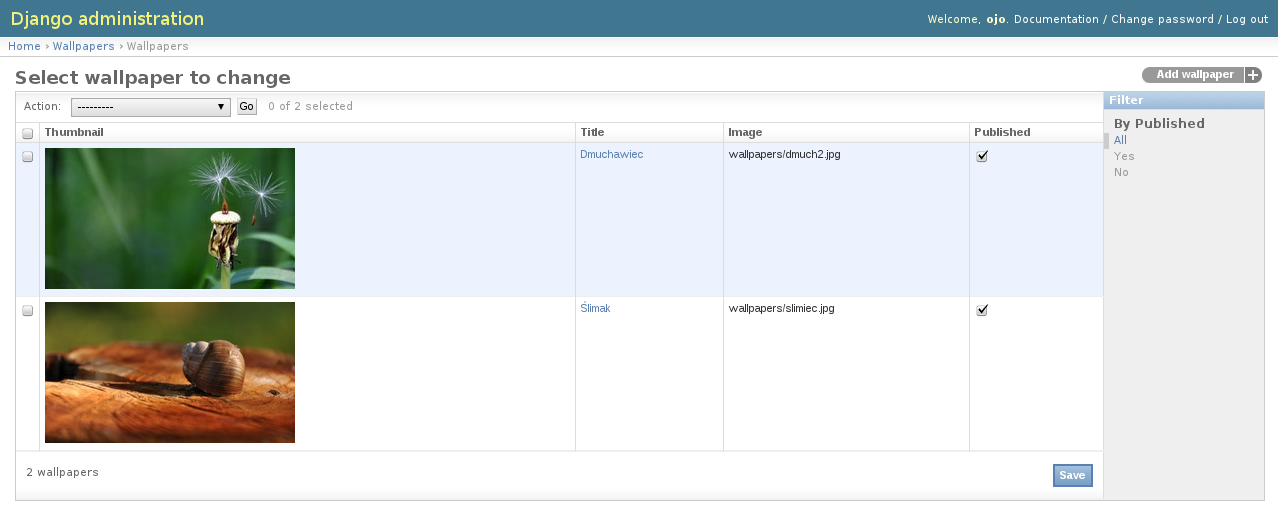 Django administration
Welcome, ojo. Documentation / Change password / Log out
Home › Wallpapers › Wallpapers
Select wallpaper to change
Add wallpaper +
Action: --------- Go 0 of 2 selected
Filter
By Published
All
Yes
No
Thumbnail Title Image Published
Dmuchawiec wallpapers/dmuch2.jpg
Ślimak wallpapers/slimiec.jpg
2 wallpapers
Save